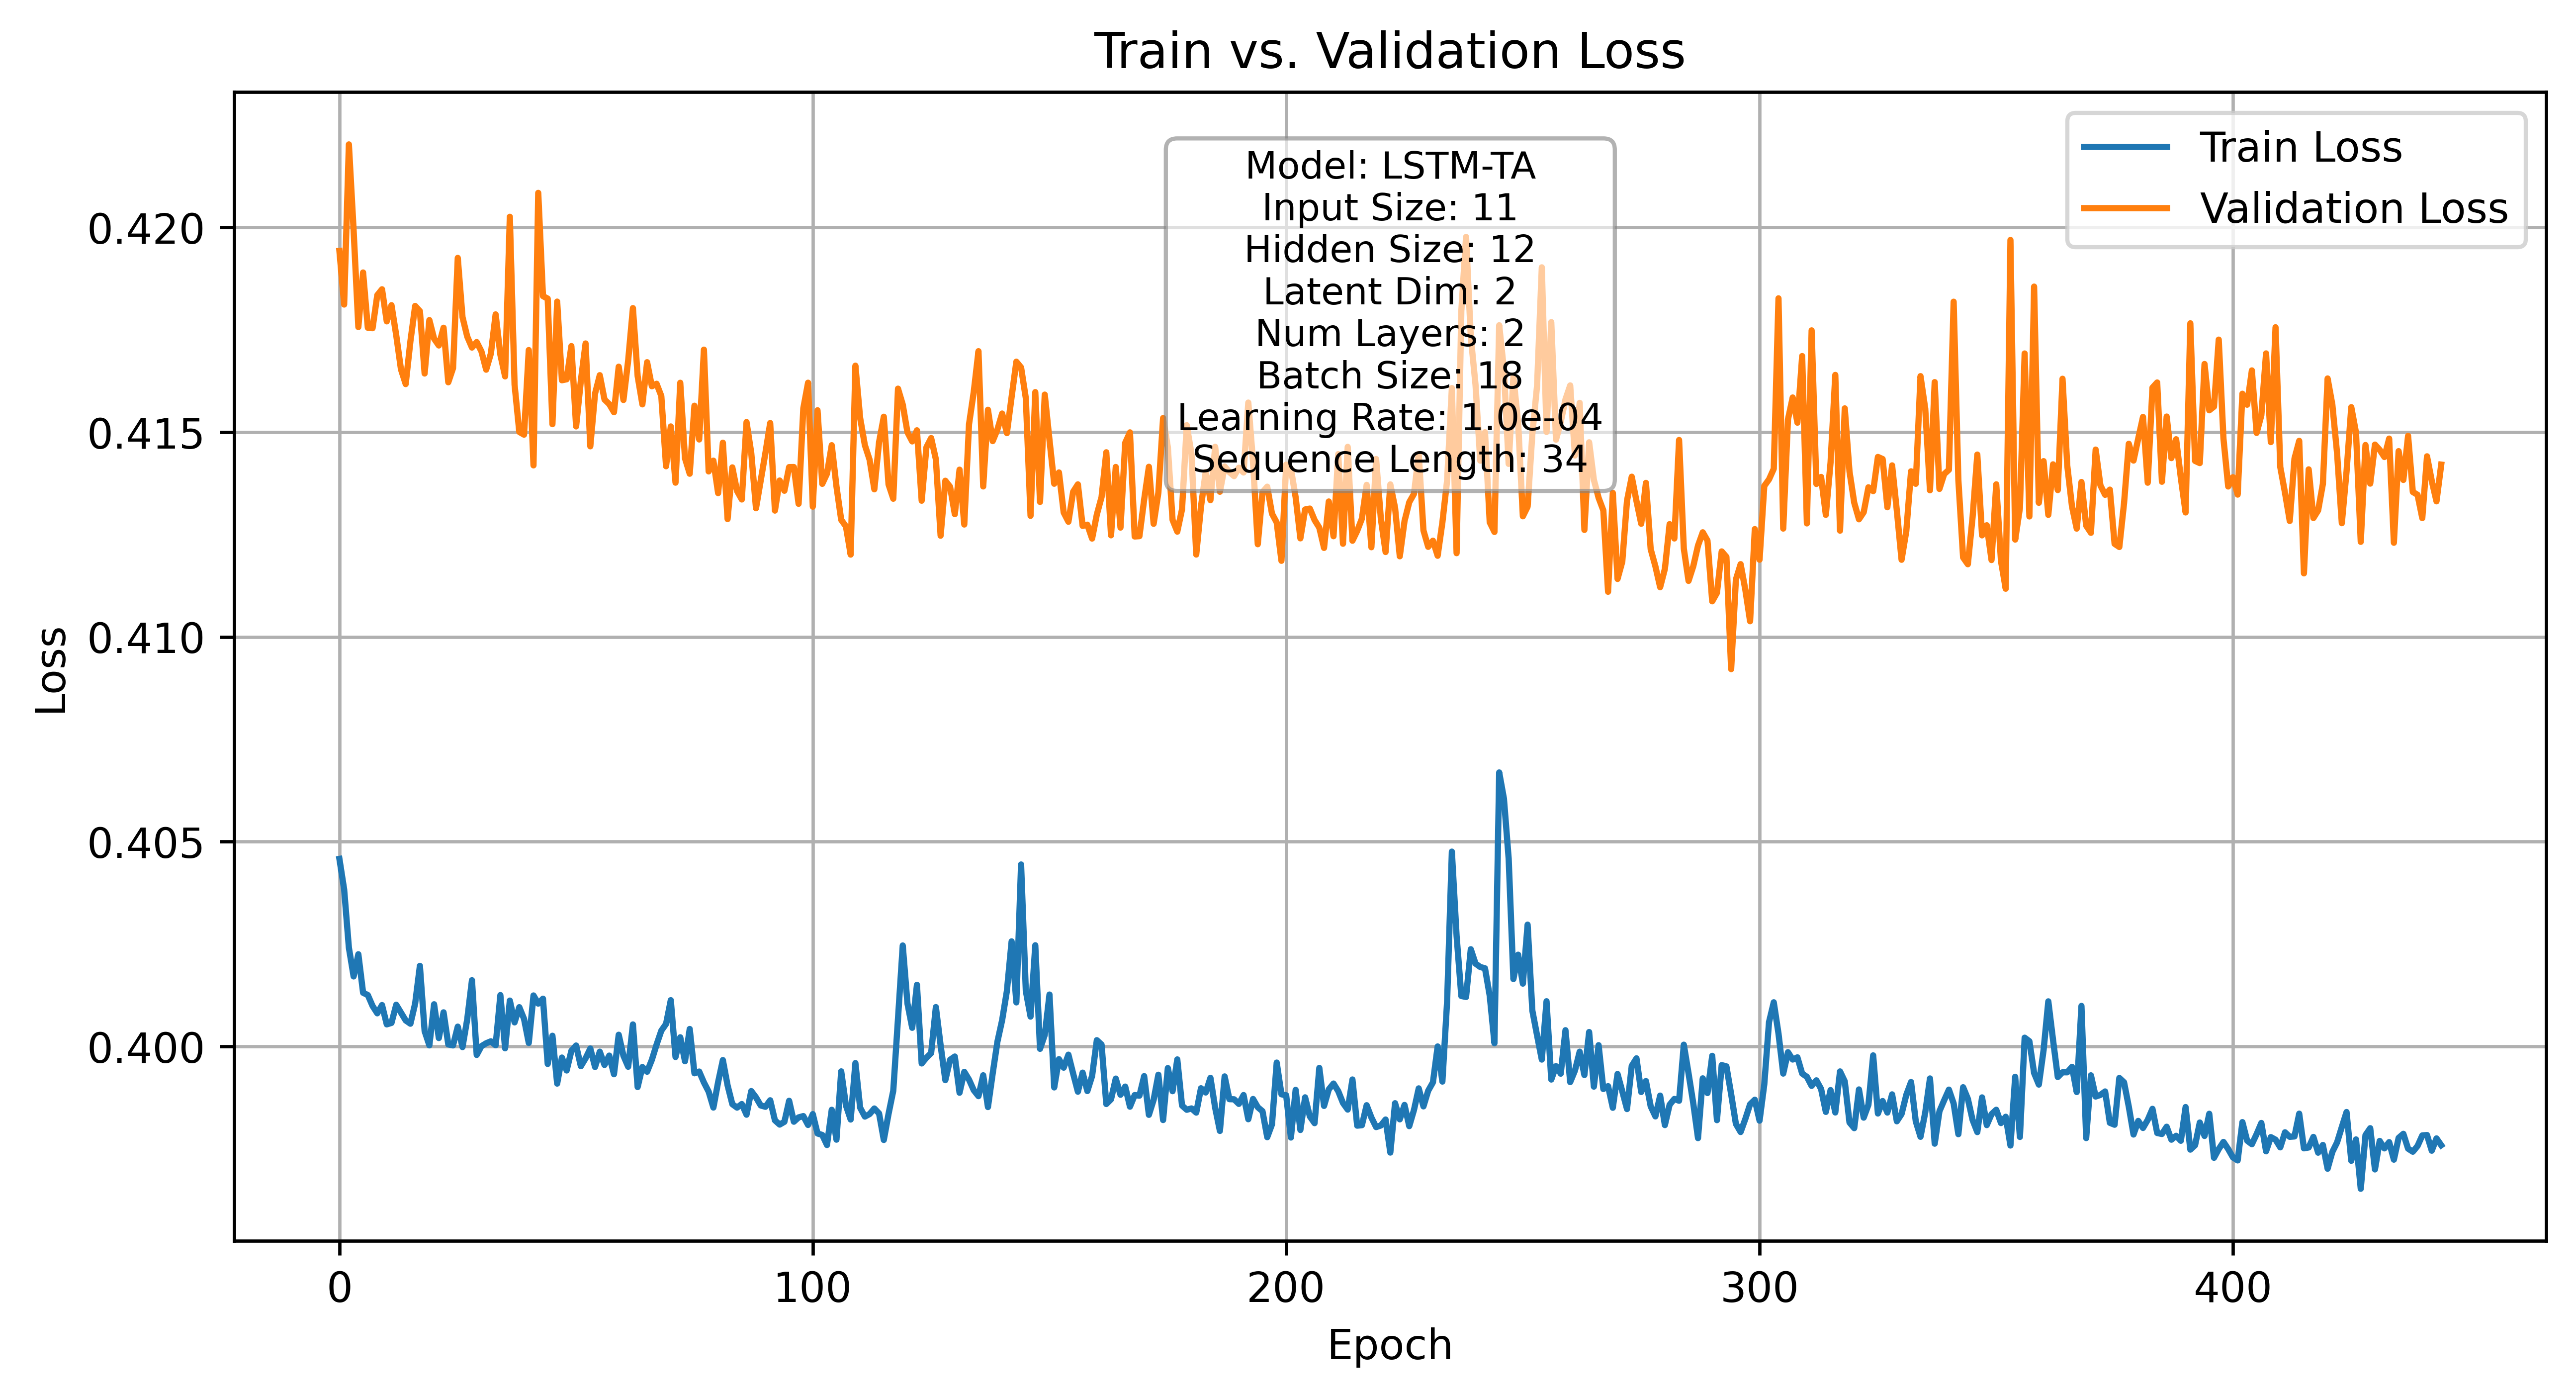 Train vs. Validation Loss
Train Loss
Validation Loss
Model: LSTM-TA
Input Size: 11
Hidden Size: 12
Latent Dim: 2
Num Layers: 2
Batch Size: 18
Learning Rate: 1.0e-04
Sequence Length: 34
Loss
0.420
0.415
0.410
0.405
0.400
0 100 200 300 400
Epoch